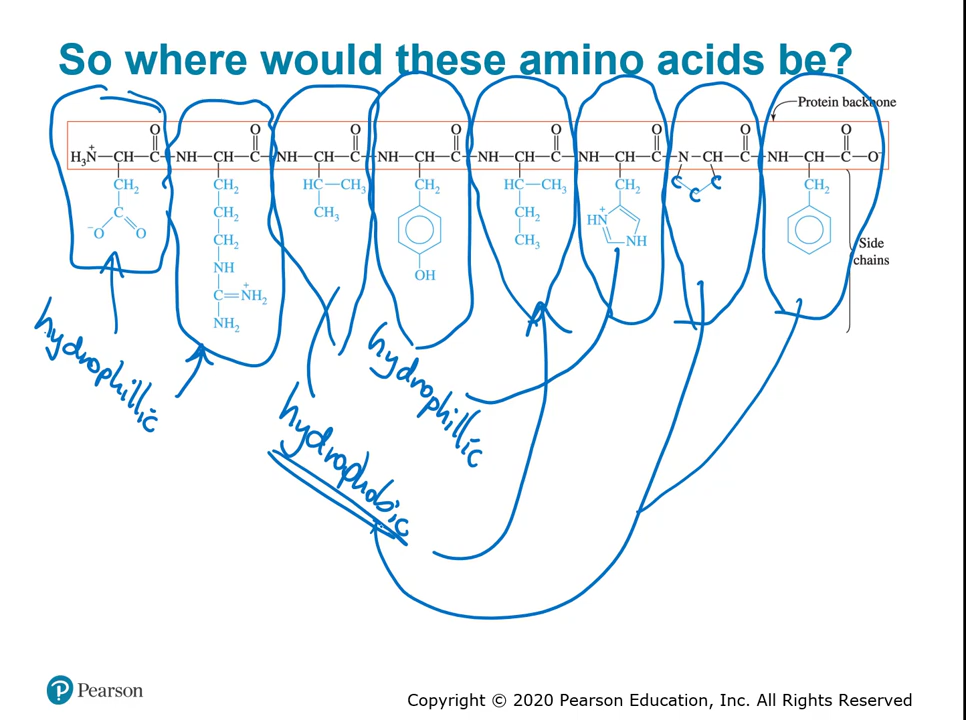 So where would these amino acids be?
Protein backbone
O O O O O O O O
H₃N⁺—CH—C—NH—CH—C—NH—CH—C—NH—CH—C—NH—CH—C—NH—CH—C—N—CH—C—NH—CH—C—O⁻
CH₂ CH₂ HC—CH₃ CH₂ HC—CH₃ CH₂ C C C CH₂
C CH₂ CH₃ CH₂ HN⁺
⁻O O CH₂ CH₃ NH
NH OH
C=NH₂⁺
NH₂
Side
chains
hydrophillic
hydrophobic
hydrophillic
Pearson
Copyright © 2020 Pearson Education, Inc. All Rights Reserved